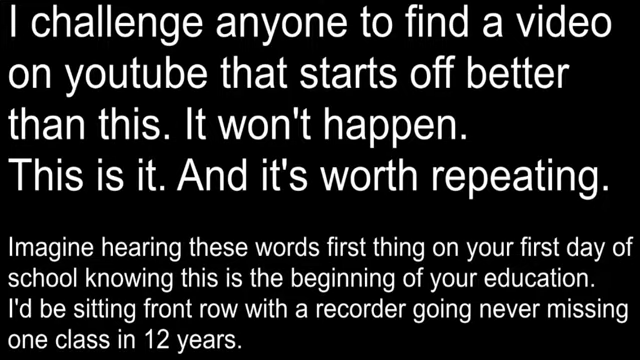 I challenge anyone to find a video
on youtube that starts off better
than this. It won't happen.
This is it. And it's worth repeating.
Imagine hearing these words first thing on your first day of
school knowing this is the beginning of your education.
I'd be sitting front row with a recorder going never missing
one class in 12 years.